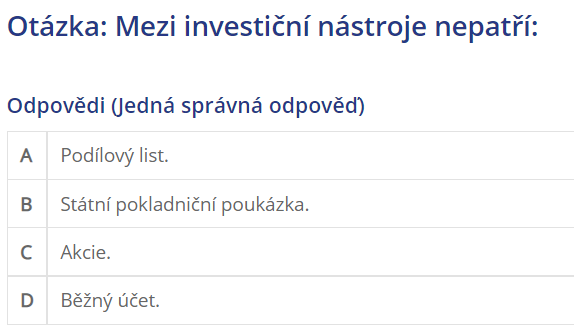 Otázka: Mezi investiční nástroje nepatří:
Odpovědi (Jedná správná odpověď)
A Podílový list.
B Státní pokladniční poukázka.
C Akcie.
D Běžný účet.